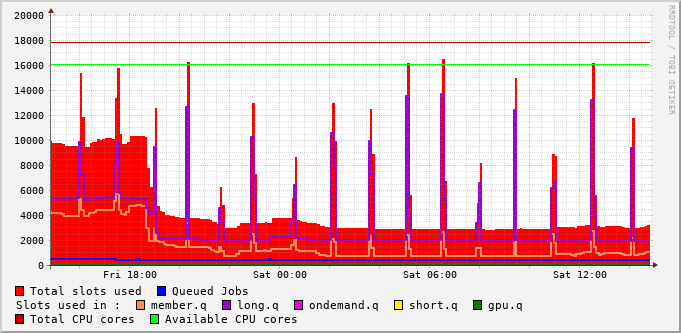 20000
18000
16000
14000
12000
10000
8000
6000
4000
2000
0
Fri 18:00 Sat 00:00 Sat 06:00 Sat 12:00
RRDTOOL / TOBI OETIKER
Total slots used Queued Jobs
Slots used in : member.q long.q ondemand.q short.q gpu.q
Total CPU cores Available CPU cores